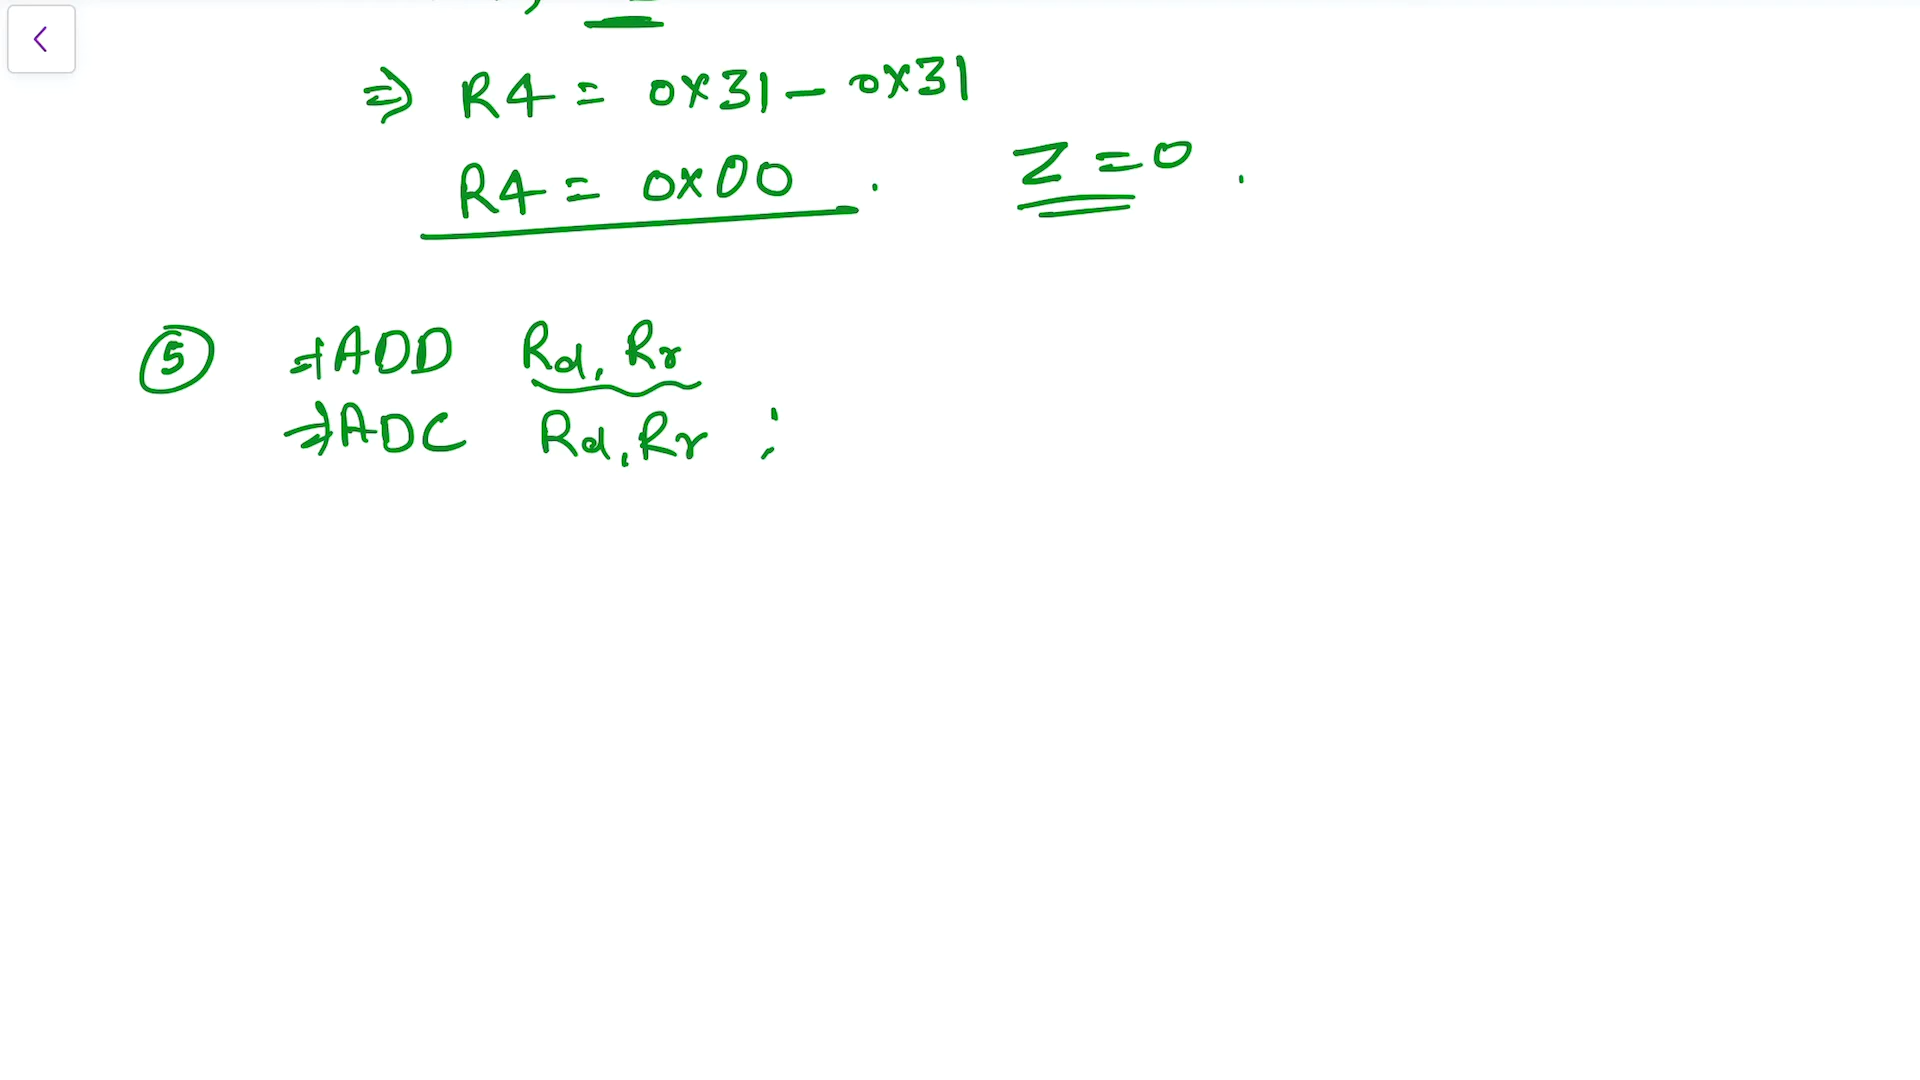 ⇒ R4 = 0x31 - 0x31
R4 = 0x00 . Z = 0 .
⑤ ⇒ ADD Rd, Rr
⇒ ADC Rd, Rr ;